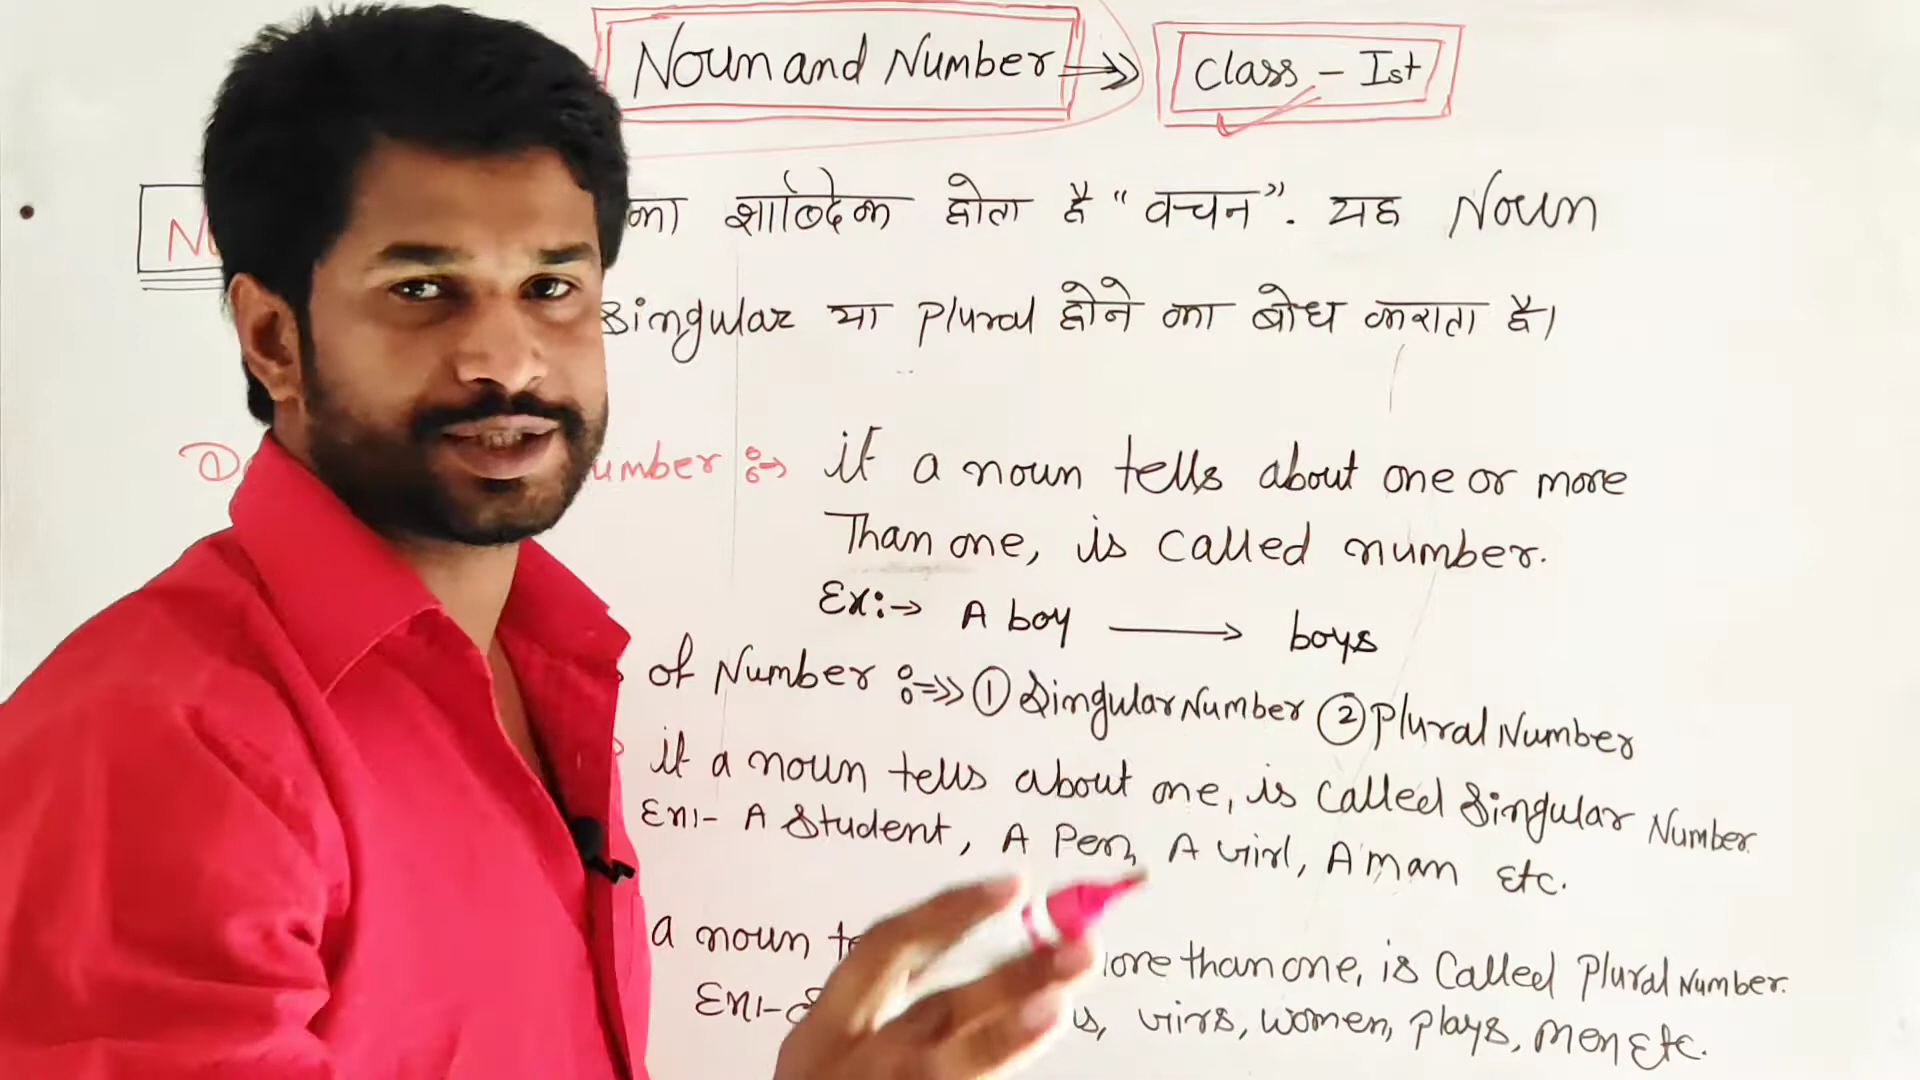 Noun and Number ⇒ Class - Ist
का शाब्दिक होता है "वचन". यह Noun
Singular या Plural होने का बोध कराता है।
umber :→ if a noun tells about one or more
Than one, is called number.
Ex:→ A boy → boys
of Number :⇒ ① Singular Number ② Plural Number
if a noun tells about one, is called Singular Number
Ex1- A Student, A Pen, A Girl, A man Etc.
a noun te ore than one, is Called Plural Number.
Ex1- s, Girls, women, plays, men Etc.